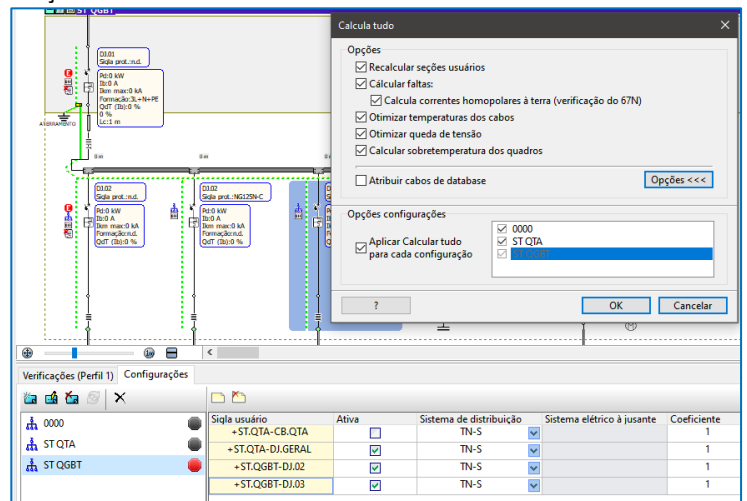 ST QGBT
DJ.01
Sigla prot.:n.d.
Pd:0 kW
Ib:0 A
Ikm max:0 kA
Formação:3L+N+PE
QdT (Ib):0 %
0 %
Lc:1 m
ATERRAMENTO
DJ.02
Sigla prot.:n.d.
Pd:0 kW
Ib:0 A
Ikm max:0 kA
Formação:n.d.
QdT (Ib):0 %
DJ.02
Sigla prot.:NG125N-C
Pd:0 kW
Ib:0 A
Ikm max:0 kA
Formação:n.d.
QdT (Ib):0 %
Calcula tudo
Opções
Recalcular seções usuários
Cálcular faltas:
Calcula correntes homopolares à terra (verificação do 67N)
Otimizar temperaturas dos cabos
Otimizar queda de tensão
Calcular sobretemperatura dos quadros
Atribuir cabos de database
Opções <<<
Opções configurações
Aplicar Calcular tudo
para cada configuração
0000
ST QTA
ST QGBT
?
OK
Cancelar
Verificações (Perfil 1)
Configurações
0000
ST QTA
ST QGBT
Sigla usuário Ativa Sistema de distribuição Sistema elétrico à jusante Coeficiente
+ST.QTA-CB.QTA TN-S 1
+ST.QTA-DJ.GERAL TN-S 1
+ST.QGBT-DJ.02 TN-S 1
+ST.QGBT-DJ.03 TN-S 1